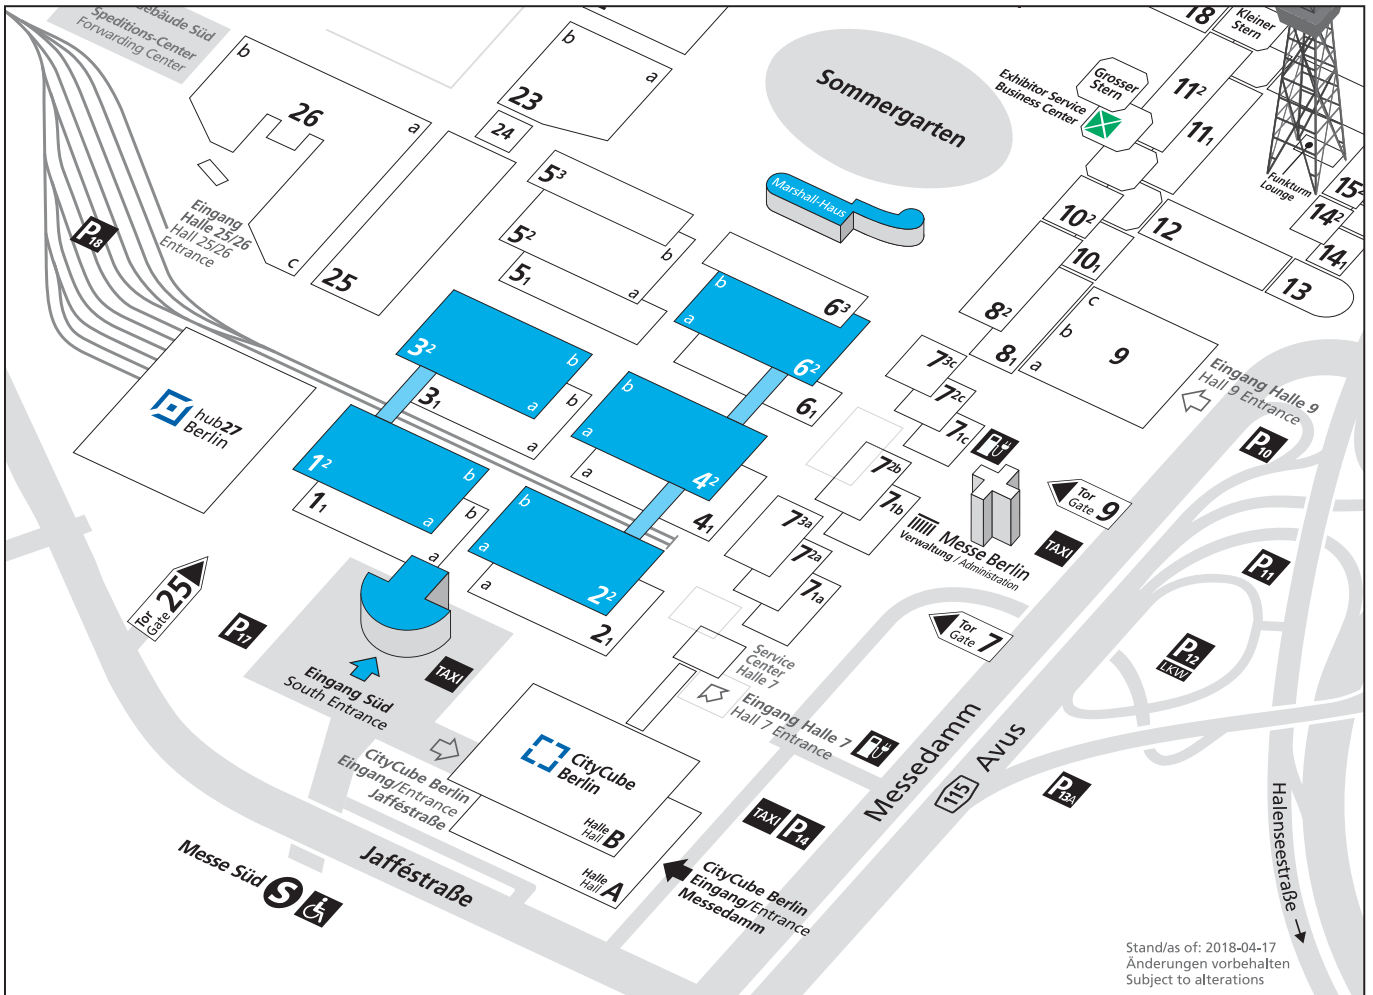 gebäude Süd
Speditions-Center
Forwarding Center
b
26
a
c
Eingang
Halle 25/26
Hall 25/26
Entrance
P18
25
b
a
23
24
5³
5²
b
a
5₁
Sommergarten
Marshall-Haus
Exhibitor Service
Business Center
Grosser
Stern
18
Kleiner
Stern
11²
11₁
Funkturm
Lounge
15²
14²
14₁
13
12
10²
10₁
8²
8₁
c
b
a
9
Eingang Halle 9
Hall 9 Entrance
6³
b
a
6²
6₁
3²
b
a
3₁
b
a
hub27
Berlin
1²
b
a
1₁
b
a
b
a
4²
a
4₁
b
a
2²
a
2₁
7³ᶜ
7²ᶜ
7₁c
7²ᵇ
7₁b
7³ᵃ
7²ᵃ
7₁a
Messe Berlin
Verwaltung / Administration
TAXI
Tor
Gate 9
P10
P11
P12
LKW
Tor
Gate 7
Tor
Gate 25
P17
Eingang Süd
South Entrance
TAXI
Service
Center
Halle 7
Eingang Halle 7
Hall 7 Entrance
CityCube
Berlin
CityCube Berlin
Eingang/Entrance
Jafféstraße
Halle
Hall B
Halle
Hall A
TAXI P14
CityCube Berlin
Eingang/Entrance
Messedamm
Messedamm
115 Avus
P13A
Halenseestraße
Messe Süd S
Jafféstraße
Stand/as of: 2018-04-17
Änderungen vorbehalten
Subject to alterations